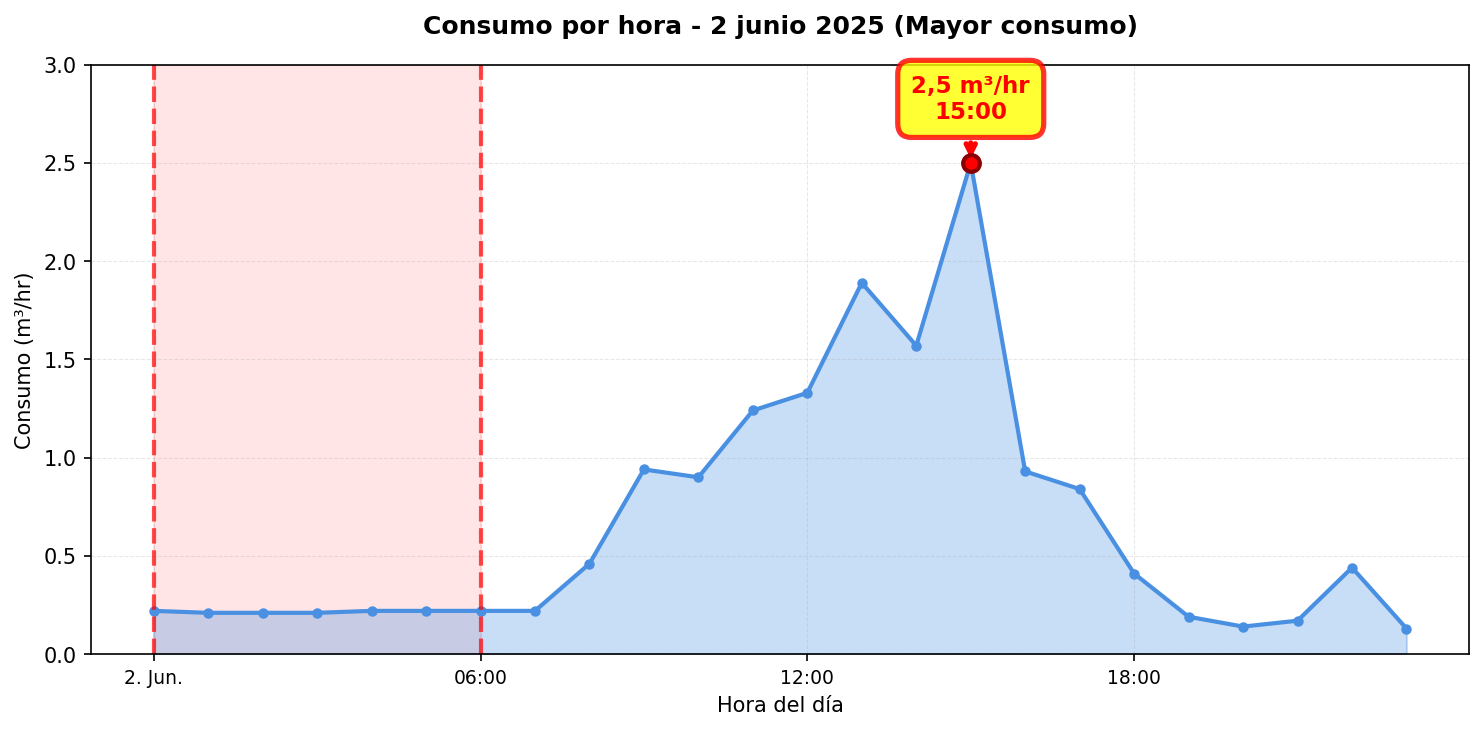 Consumo por hora - 2 junio 2025 (Mayor consumo)
2,5 m³/hr
15:00
Consumo (m³/hr)
3.0
2.5
2.0
1.5
1.0
0.5
0.0
2. Jun.
06:00
12:00
18:00
Hora del día